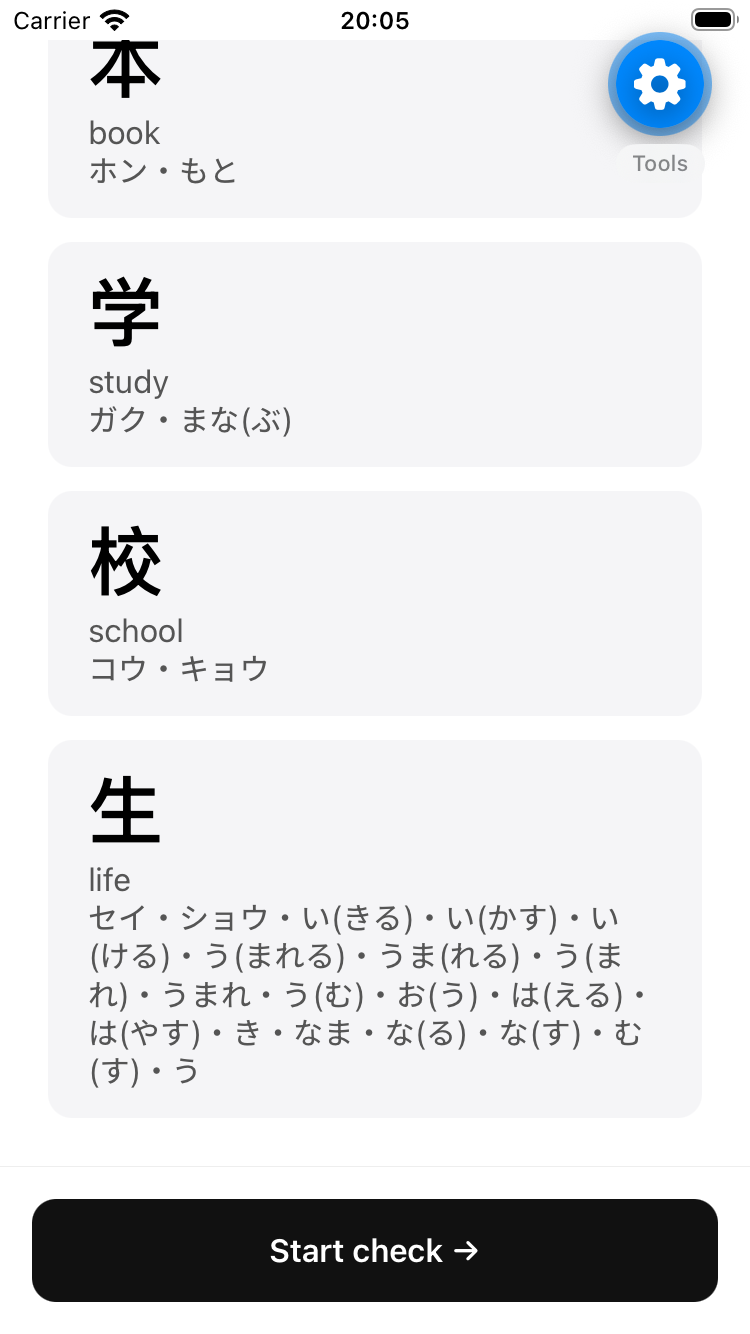 Carrier 20:05
本
book
ホン・もと
Tools
学
study
ガク・まな(ぶ)
校
school
コウ・キョウ
生
life
セイ・ショウ・い(きる)・い(かす)・い
(ける)・う(まれる)・うま(れる)・う(ま
れ)・うまれ・う(む)・お(う)・は(える)・
は(やす)・き・なま・な(る)・な(す)・む
(す)・う
Start check →